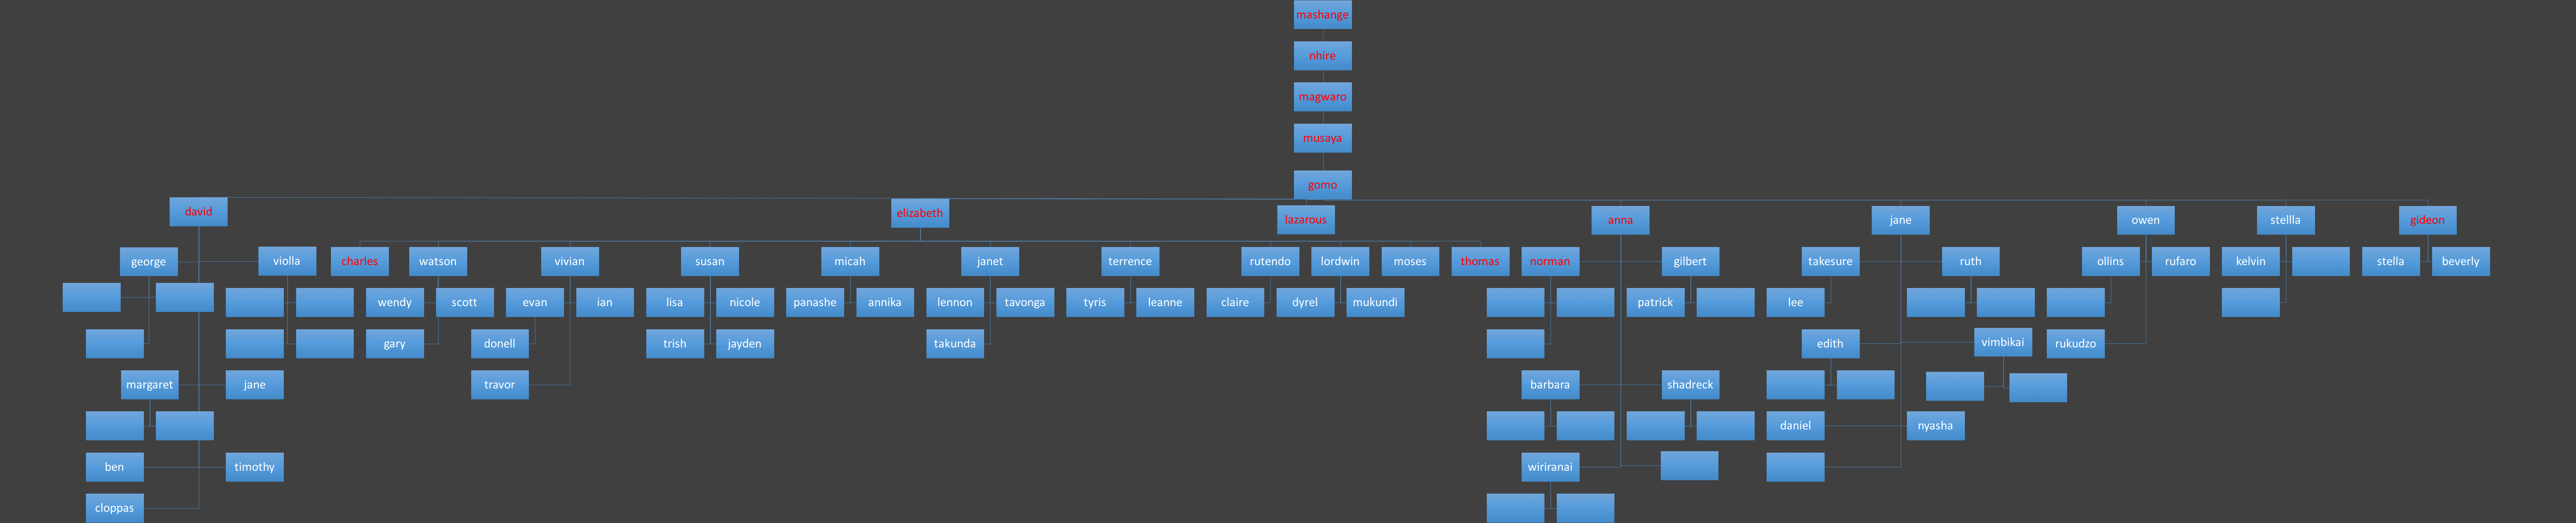 mashange
nhire
magwaro
musaya
gomo
david
elizabeth
lazarous
anna
jane
owen
stellla
gideon
george
violla
charles
watson
vivian
susan
micah
janet
terrence
rutendo
lordwin
moses
thomas
norman
gilbert
takesure
ruth
ollins
rufaro
kelvin
stella
beverly
wendy
scott
evan
ian
lisa
nicole
panashe
annika
lennon
tavonga
tyris
leanne
claire
dyrel
mukundi
patrick
lee
gary
donell
trish
jayden
takunda
edith
vimbikai
rukudzo
margaret
jane
travor
barbara
shadreck
daniel
nyasha
ben
timothy
wiriranai
cloppas